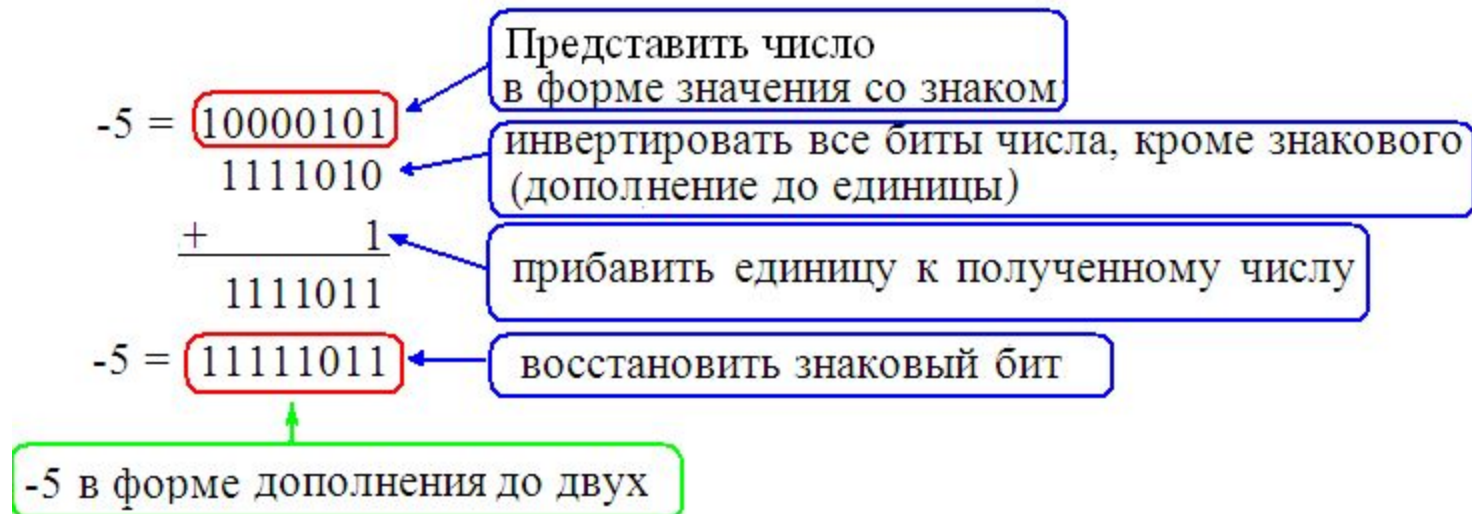 Представить число
в форме значения со знаком
-5 = 10000101
инвертировать все биты числа, кроме знакового
1111010
(дополнение до единицы)
+ 1
прибавить единицу к полученному числу
1111011
-5 = 11111011
восстановить знаковый бит
-5 в форме дополнения до двух